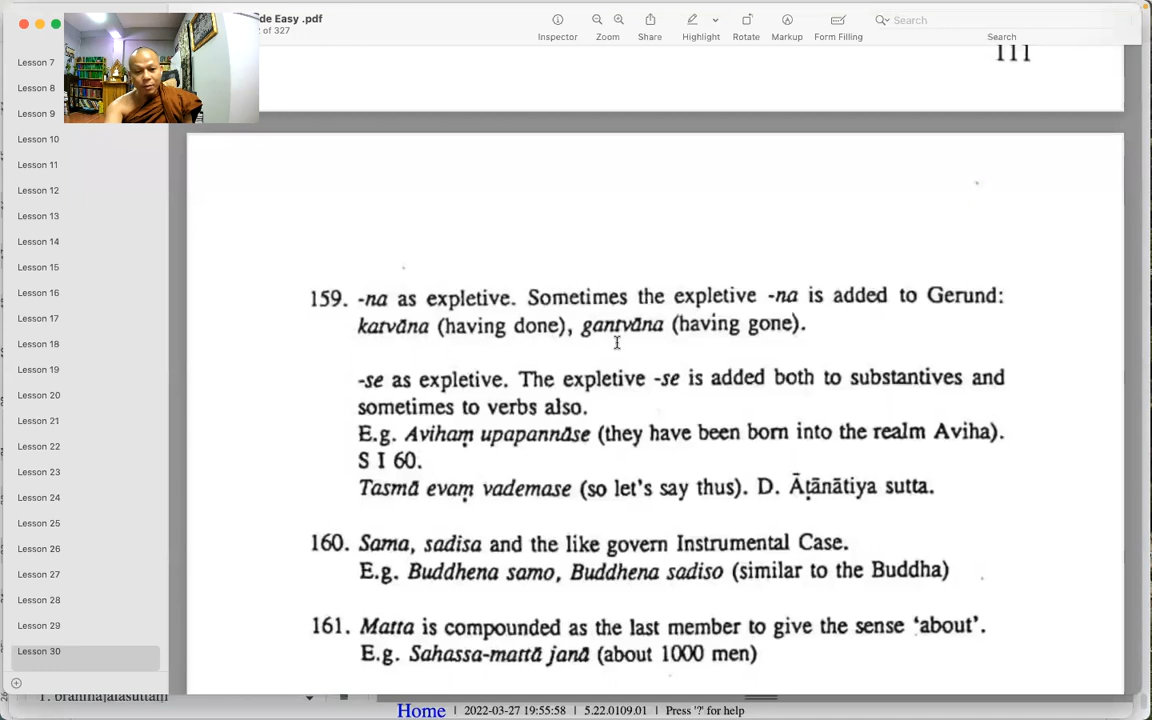 de Easy .pdf
of 327
Inspector
Zoom
Share
Highlight
Rotate
Markup
Form Filling
Search
Search
Lesson 7
Lesson 8
Lesson 9
Lesson 10
Lesson 11
Lesson 12
Lesson 13
Lesson 14
Lesson 15
Lesson 16
Lesson 17
Lesson 18
Lesson 19
Lesson 20
Lesson 21
Lesson 22
Lesson 23
Lesson 24
Lesson 25
Lesson 26
Lesson 27
Lesson 28
Lesson 29
Lesson 30
111
159. -na as expletive. Sometimes the expletive -na is added to Gerund:
katvāna (having done), gantvāna (having gone).
-se as expletive. The expletive -se is added both to substantives and
sometimes to verbs also.
E.g. Avihaṃ upapannāse (they have been born into the realm Aviha).
S I 60.
Tasmā evaṃ vademase (so let's say thus). D. Āṭānātiya sutta.
160. Sama, sadisa and the like govern Instrumental Case.
E.g. Buddhena samo, Buddhena sadiso (similar to the Buddha)
161. Matta is compounded as the last member to give the sense 'about'.
E.g. Sahassa-mattā janā (about 1000 men)
1. brahmajālasuttaṃ
Home | 2022-03-27 19:55:58 | 5.22.0109.01 | Press '?' for help